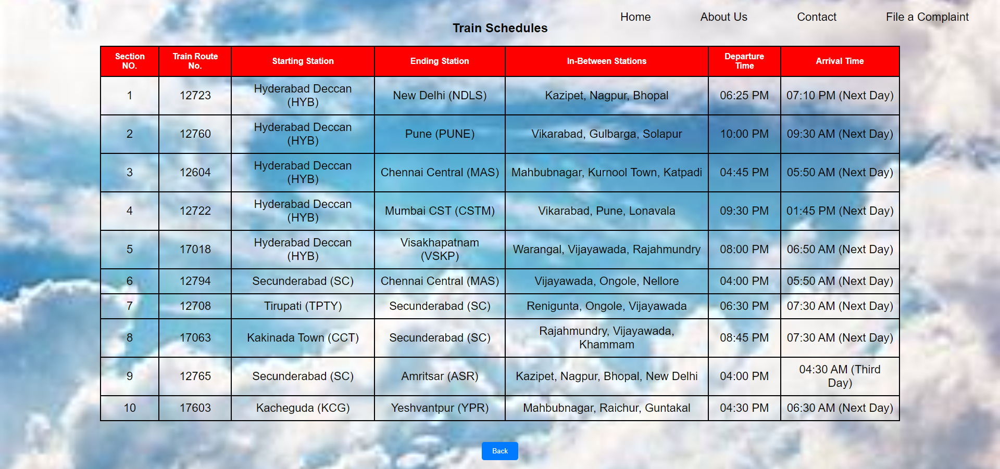 Home About Us Contact File a Complaint
Train Schedules
Section NO. Train Route No. Starting Station Ending Station In-Between Stations Departure Time Arrival Time
1 12723 Hyderabad Deccan (HYB) New Delhi (NDLS) Kazipet, Nagpur, Bhopal 06:25 PM 07:10 PM (Next Day)
2 12760 Hyderabad Deccan (HYB) Pune (PUNE) Vikarabad, Gulbarga, Solapur 10:00 PM 09:30 AM (Next Day)
3 12604 Hyderabad Deccan (HYB) Chennai Central (MAS) Mahbubnagar, Kurnool Town, Katpadi 04:45 PM 05:50 AM (Next Day)
4 12722 Hyderabad Deccan (HYB) Mumbai CST (CSTM) Vikarabad, Pune, Lonavala 09:30 PM 01:45 PM (Next Day)
5 17018 Hyderabad Deccan (HYB) Visakhapatnam (VSKP) Warangal, Vijayawada, Rajahmundry 08:00 PM 06:50 AM (Next Day)
6 12794 Secunderabad (SC) Chennai Central (MAS) Vijayawada, Ongole, Nellore 04:00 PM 05:50 AM (Next Day)
7 12708 Tirupati (TPTY) Secunderabad (SC) Renigunta, Ongole, Vijayawada 06:30 PM 07:30 AM (Next Day)
8 17063 Kakinada Town (CCT) Secunderabad (SC) Rajahmundry, Vijayawada, Khammam 08:45 PM 07:30 AM (Next Day)
9 12765 Secunderabad (SC) Amritsar (ASR) Kazipet, Nagpur, Bhopal, New Delhi 04:00 PM 04:30 AM (Third Day)
10 17603 Kacheguda (KCG) Yeshvantpur (YPR) Mahbubnagar, Raichur, Guntakal 04:30 PM 06:30 AM (Next Day)
Back